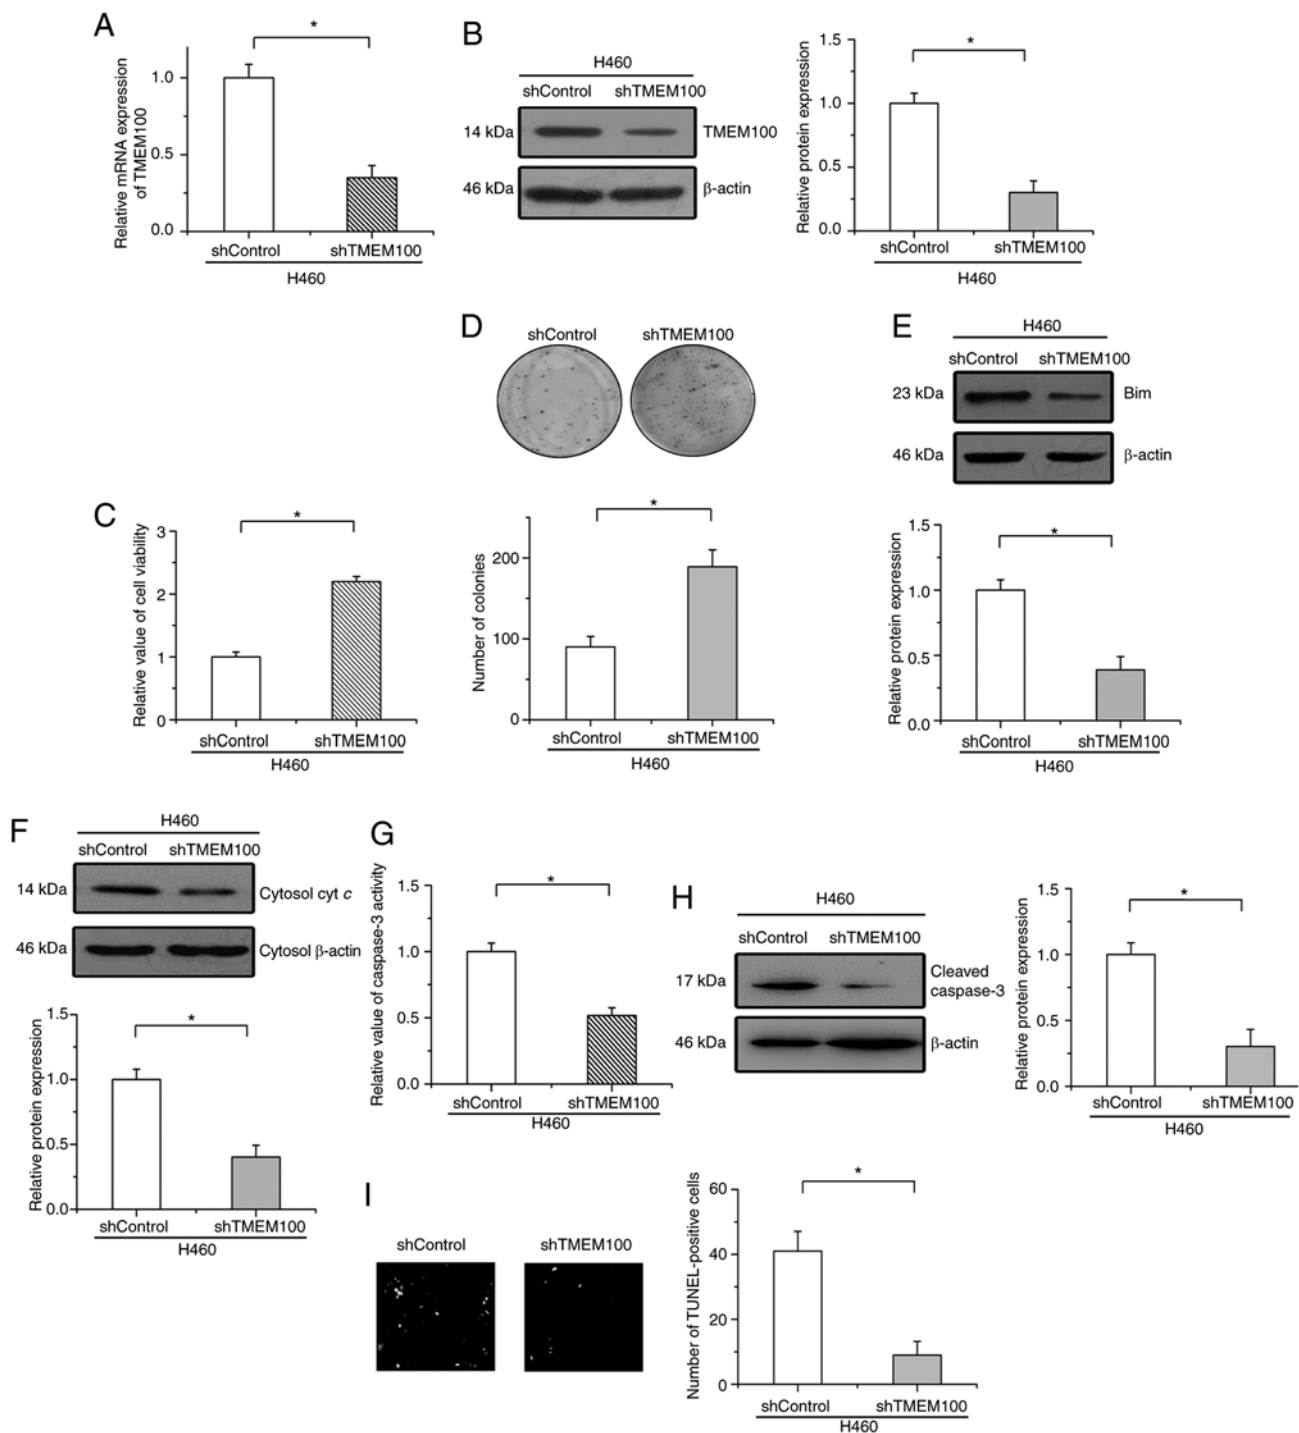 A
Relative mRNA expression
of TMEM100
1.0
0.5
0.0
*
shControl
shTMEM100
H460
B
H460
shControl
shTMEM100
14 kDa
TMEM100
46 kDa
β-actin
Relative protein expression
1.5
1.0
0.5
0.0
*
shControl
shTMEM100
H460
C
Relative value of cell viability
3
2
1
0
*
shControl
shTMEM100
H460
D
shControl
shTMEM100
Number of colonies
200
100
0
*
shControl
shTMEM100
H460
E
H460
shControl
shTMEM100
23 kDa
Bim
46 kDa
β-actin
Relative protein expression
1.5
1.0
0.5
0.0
*
shControl
shTMEM100
H460
F
H460
shControl
shTMEM100
14 kDa
Cytosol cyt c
46 kDa
Cytosol β-actin
Relative protein expression
1.5
1.0
0.5
0.0
*
shControl
shTMEM100
H460
G
Relative value of caspase-3 activity
1.5
1.0
0.5
0.0
*
shControl
shTMEM100
H460
H
H460
shControl
shTMEM100
17 kDa
Cleaved
caspase-3
46 kDa
β-actin
Relative protein expression
1.5
1.0
0.5
0.0
*
shControl
shTMEM100
H460
I
shControl
shTMEM100
Number of TUNEL-positive cells
60
40
20
0
*
shControl
shTMEM100
H460